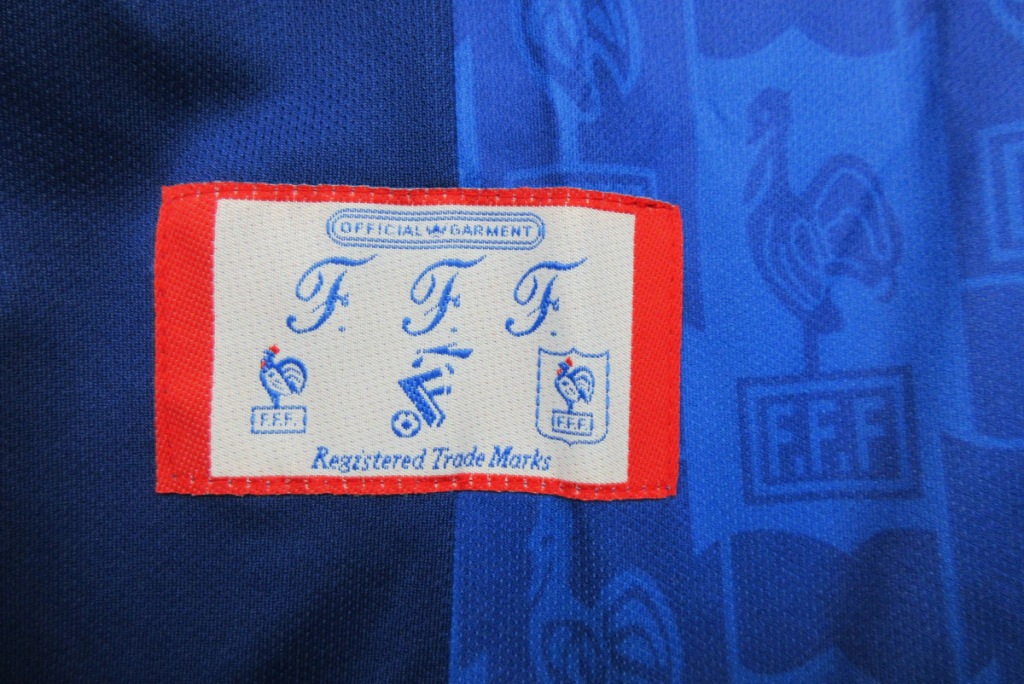 OFFICIAL GARMENT
F. F. F.
F.F.F.
F.F.F.
Registered Trade Marks
F.F.F